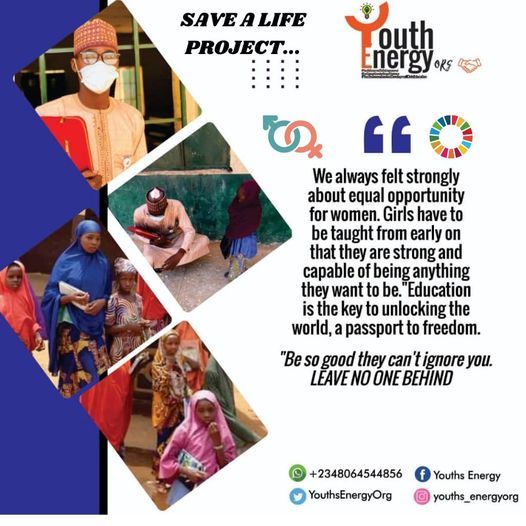 SAVE A LIFE
PROJECT...
Youth
Energy ORG
We always felt strongly
about equal opportunity
for women. Girls have to
be taught from early on
that they are strong and
capable of being anything
they want to be."Education
is the key to unlocking the
world, a passport to freedom.
"Be so good they can't ignore you.
LEAVE NO ONE BEHIND
+2348064544856
Youths Energy
YouthsEnergyOrg
youths_energyorg